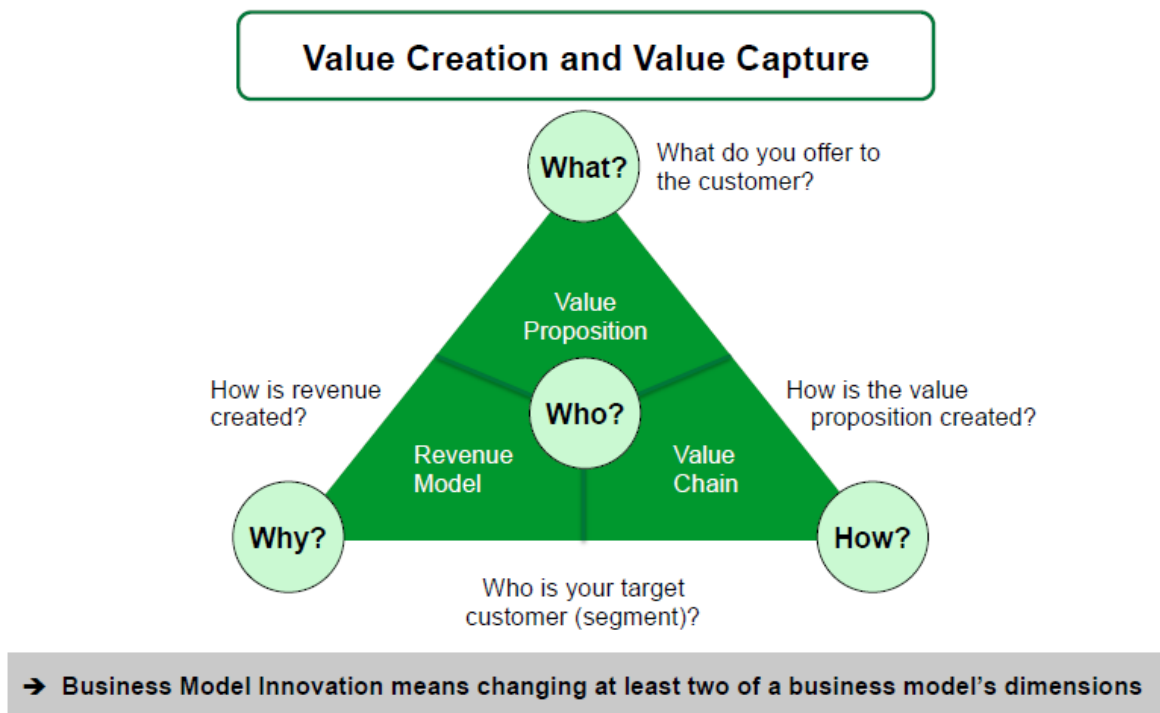 Value Creation and Value Capture
What?
What do you offer to
the customer?
Value
Proposition
How is revenue
created?
Who?
How is the value
proposition created?
Revenue
Model
Value
Chain
Why?
How?
Who is your target
customer (segment)?
➔ Business Model Innovation means changing at least two of a business model's dimensions